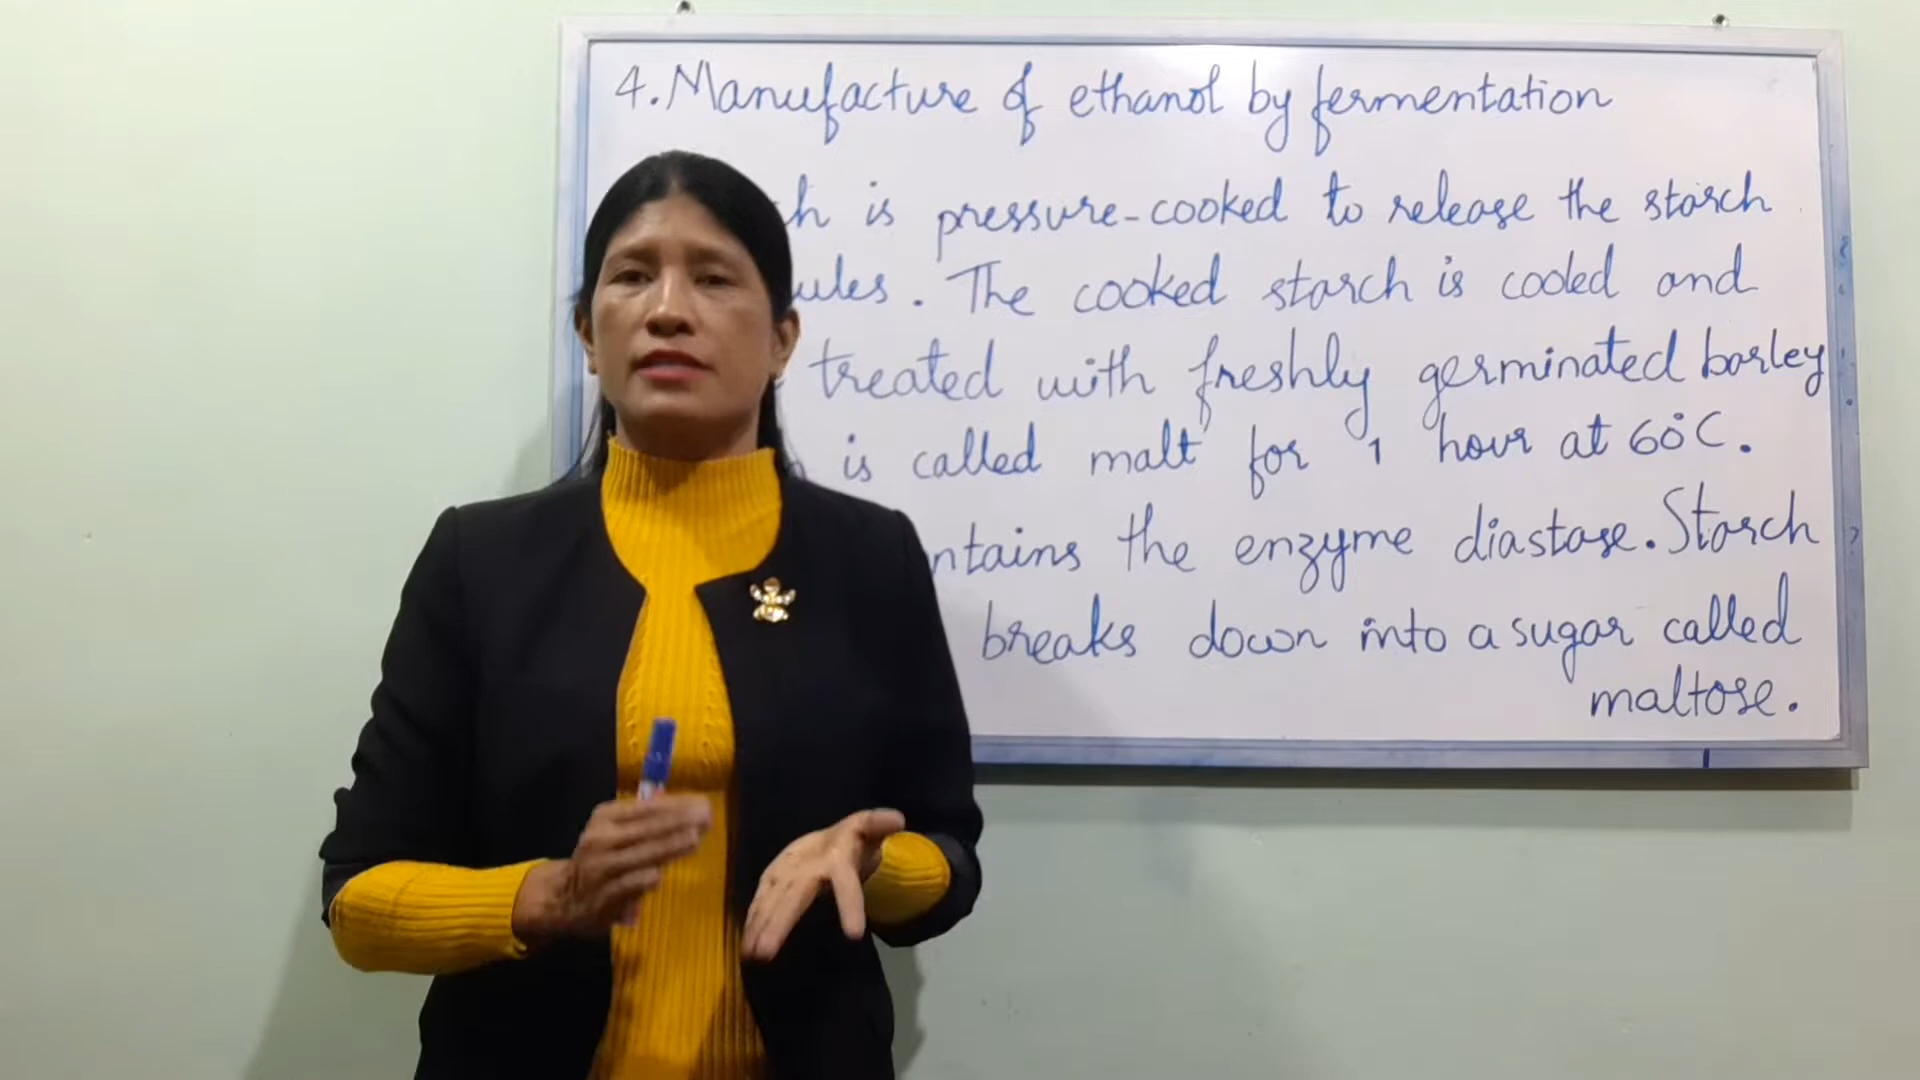 4. Manufacture of ethanol by fermentation
is pressure-cooked to release the starch
. The cooked starch is cooled and
treated with freshly germinated barley
is called malt for 1 hour at 60°C.
the enzyme diastase. Starch
breaks down into a sugar called
maltose.